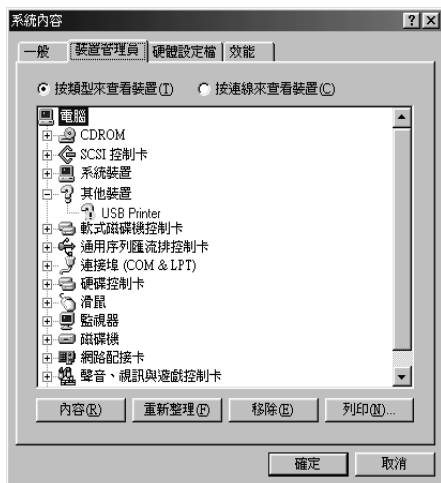 系統內容
一般 裝置管理員 硬體設定檔 效能
按類型來查看裝置(T) 按連線來查看裝置(C)
電腦
CDROM
SCSI 控制卡
系統裝置
其他裝置
USB Printer
軟式磁碟機控制卡
通用序列匯流排控制卡
連接埠 (COM & LPT)
硬碟控制卡
滑鼠
監視器
磁碟機
網路配接卡
聲音、視訊與遊戲控制卡
內容(R) 重新整理(F) 移除(E) 列印(N)...
確定 取消